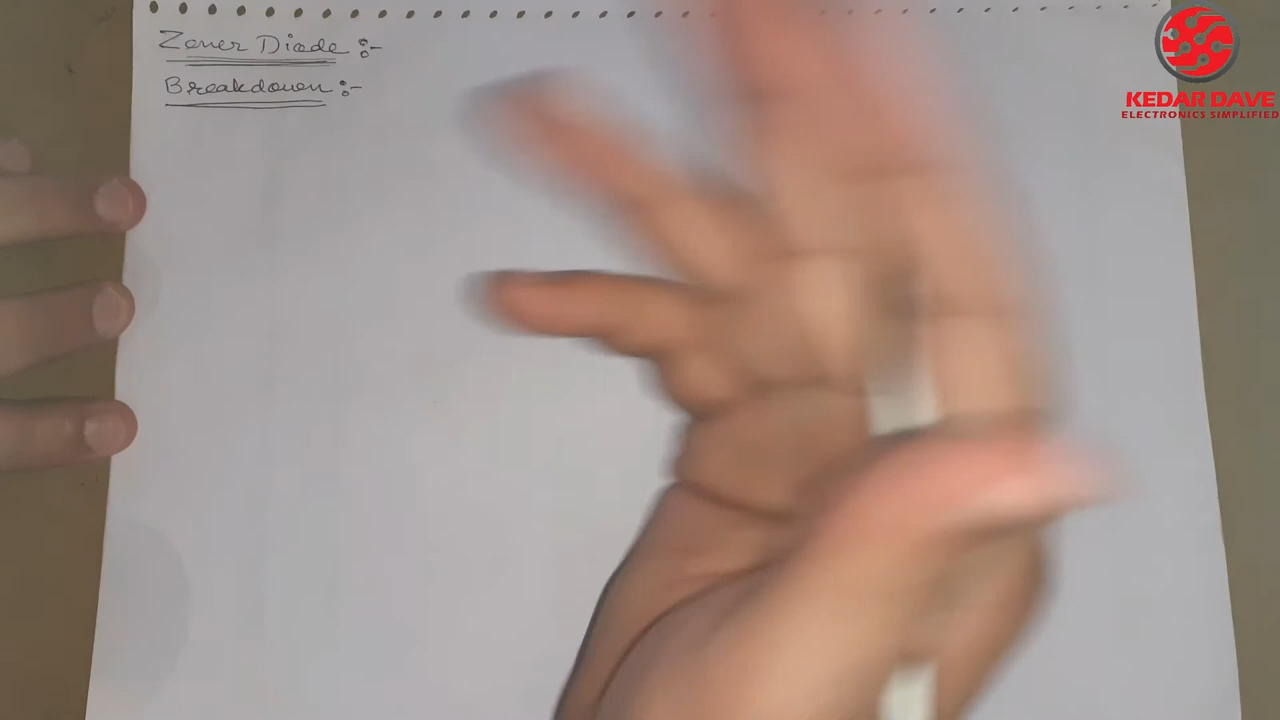 Zener Diode :-
Breakdown :-
KEDAR DAVE
ELECTRONICS SIMPLIFIED